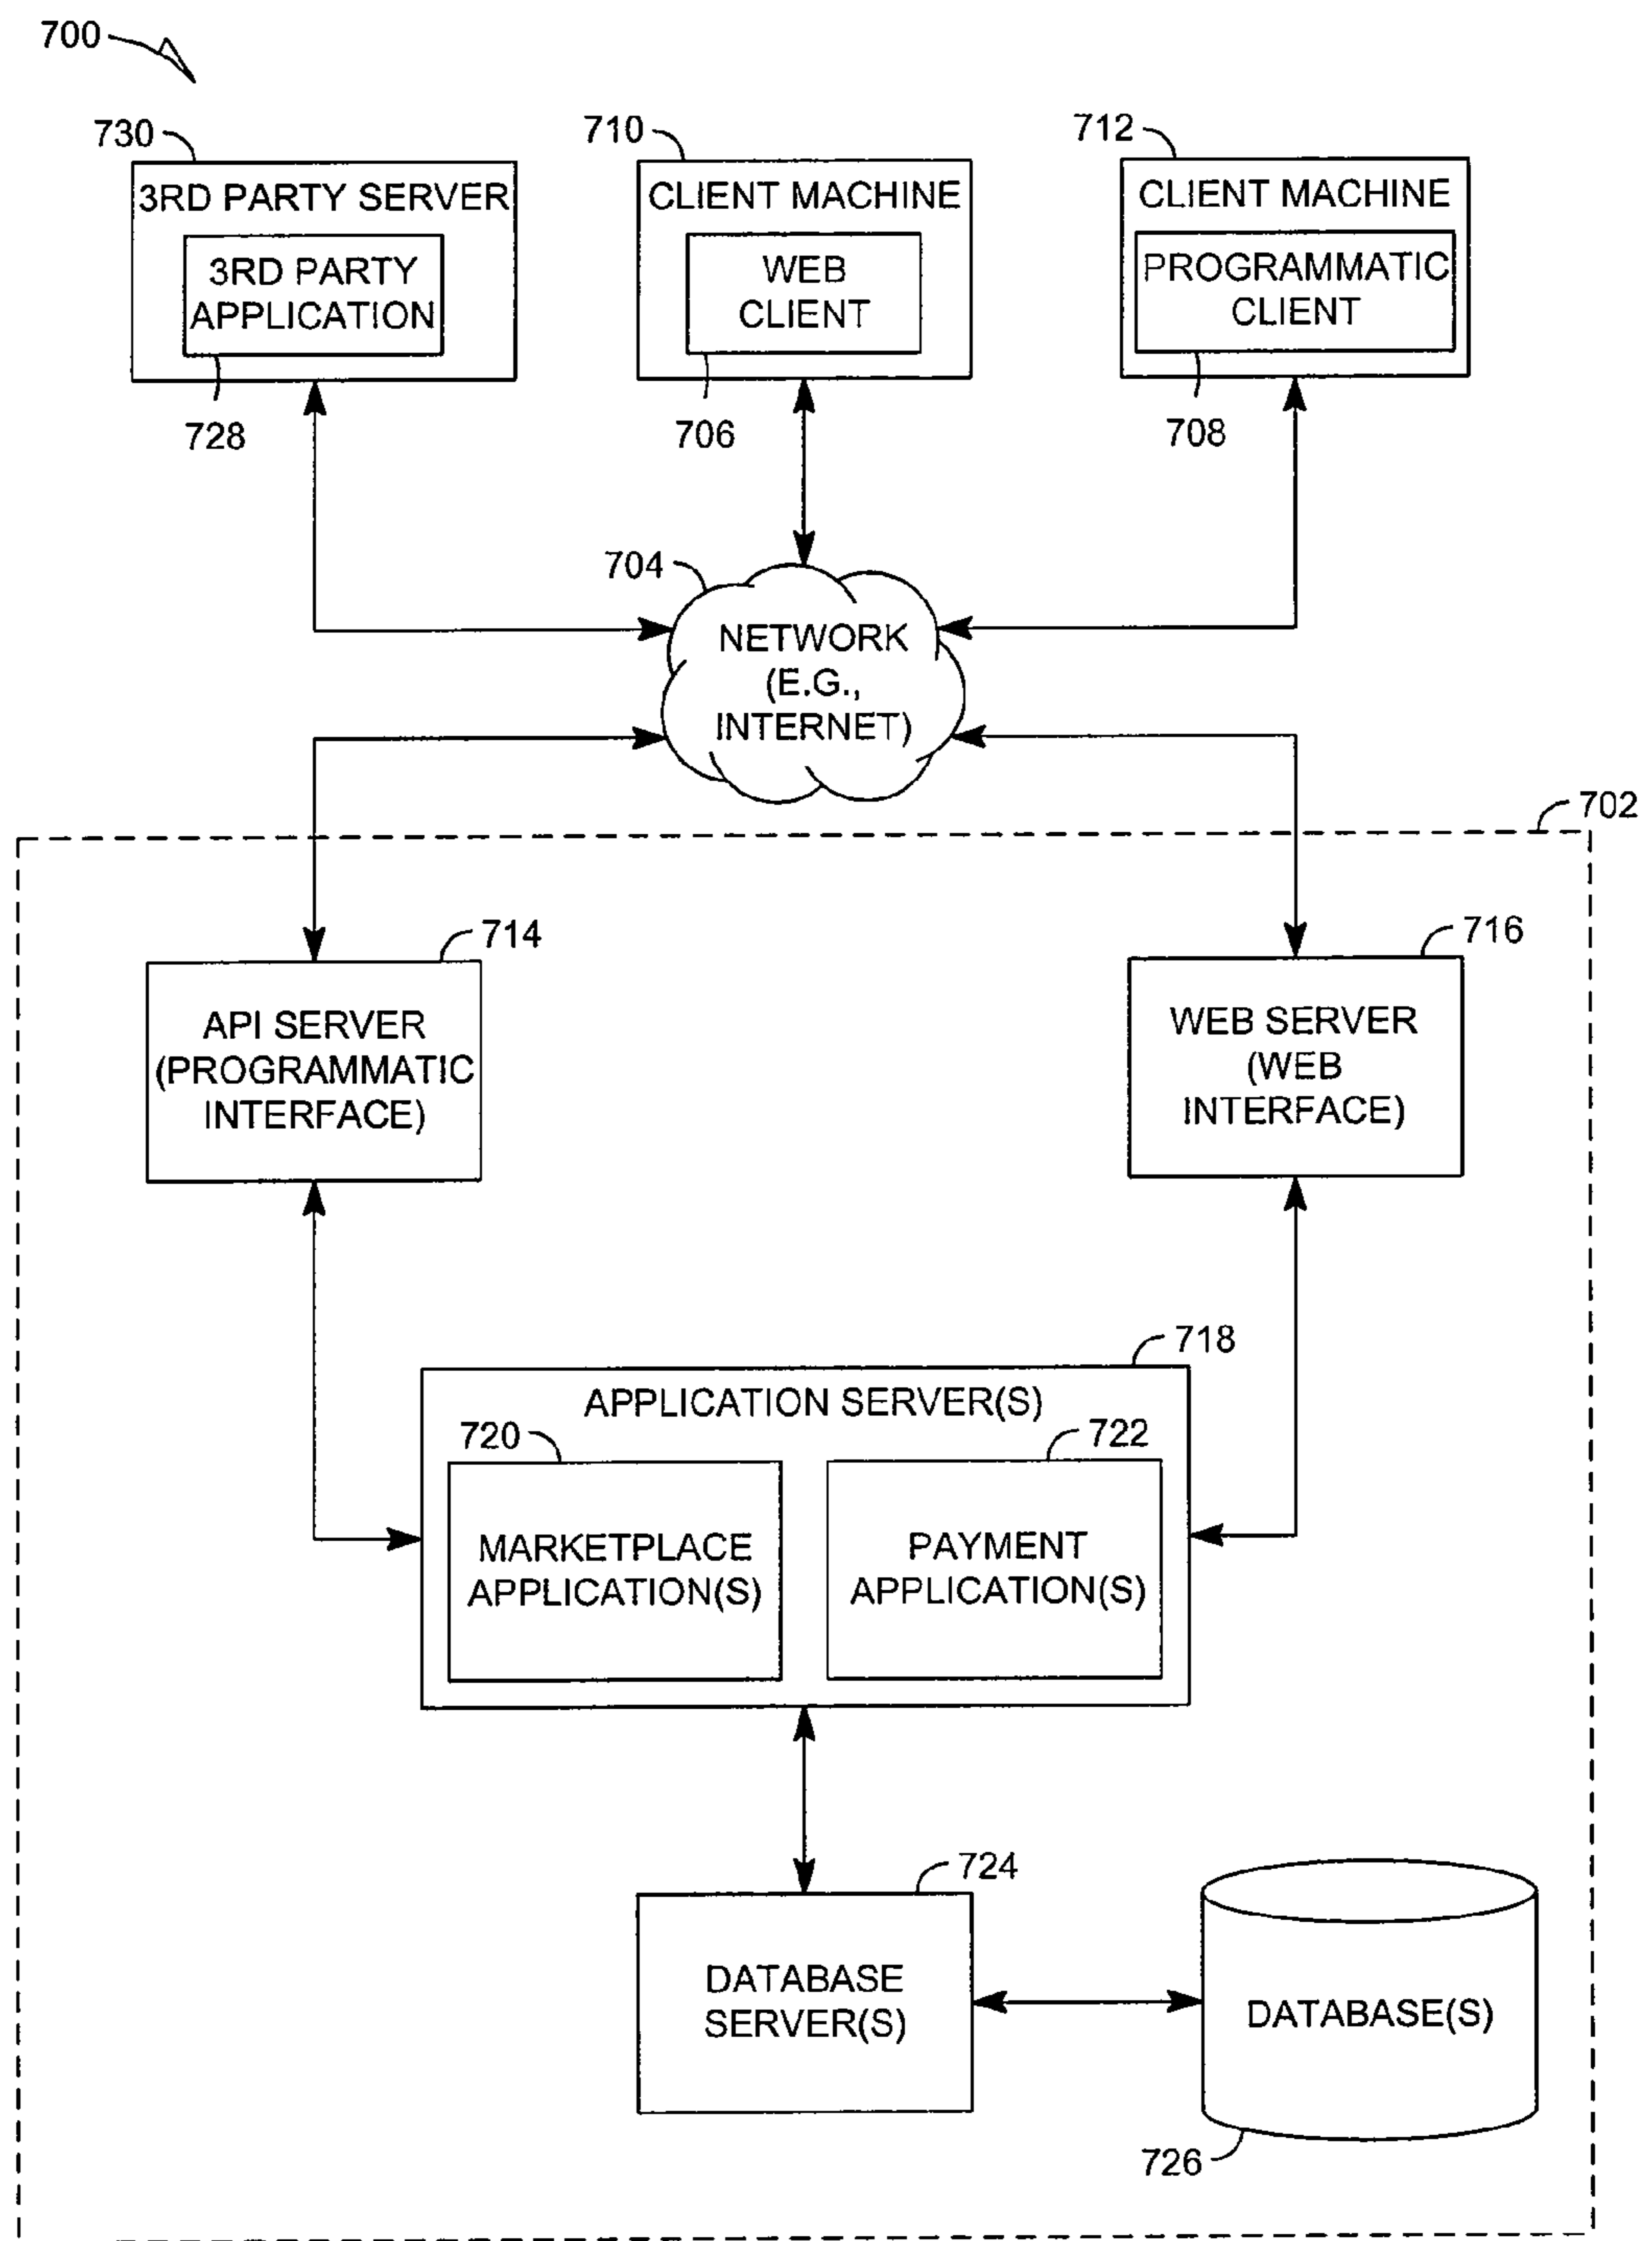 700
730
710
712
3RD PARTY SERVER
CLIENT MACHINE
CLIENT MACHINE
3RD PARTY
APPLICATION
WEB
CLIENT
PROGRAMMATIC
CLIENT
728
706
708
704
NETWORK
(E.G.,
INTERNET)
702
714
716
API SERVER
(PROGRAMMATIC
INTERFACE)
WEB SERVER
(WEB
INTERFACE)
718
APPLICATION SERVER(S)
720
722
MARKETPLACE
APPLICATION(S)
PAYMENT
APPLICATION(S)
724
DATABASE
SERVER(S)
DATABASE(S)
726